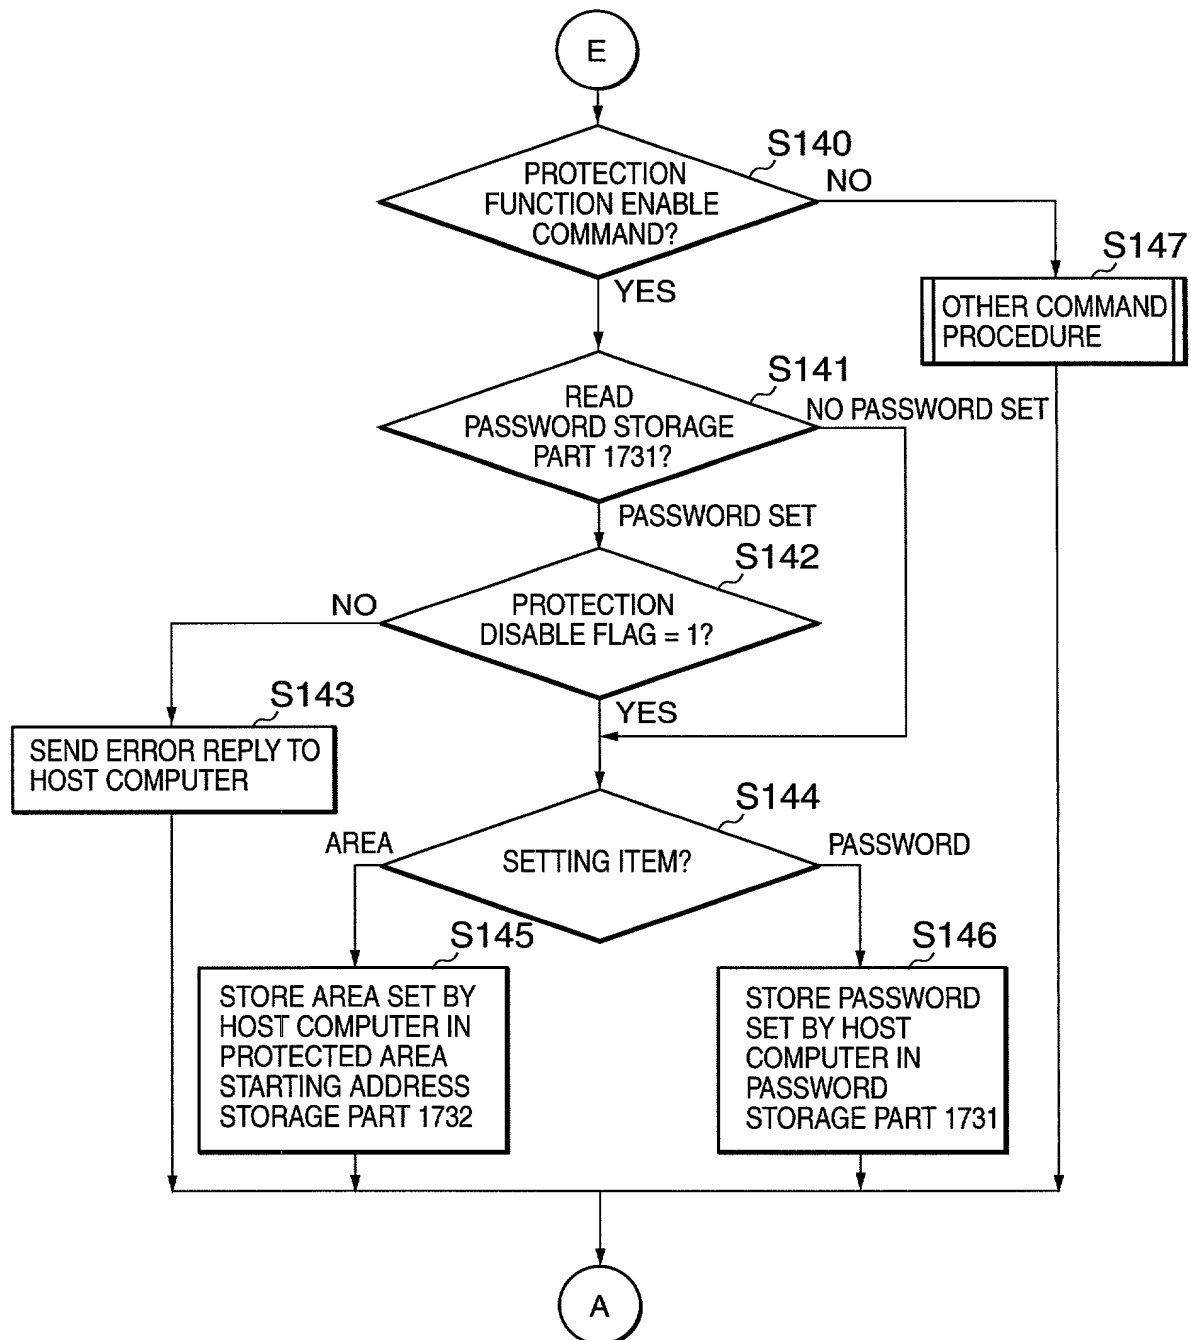 E
S140
PROTECTION
FUNCTION ENABLE
COMMAND?
NO
YES
S147
OTHER COMMAND
PROCEDURE
S141
READ
PASSWORD STORAGE
PART 1731?
NO PASSWORD SET
PASSWORD SET
S142
PROTECTION
DISABLE FLAG = 1?
NO
YES
S143
SEND ERROR REPLY TO
HOST COMPUTER
S144
SETTING ITEM?
AREA
PASSWORD
S145
STORE AREA SET BY
HOST COMPUTER IN
PROTECTED AREA
STARTING ADDRESS
STORAGE PART 1732
S146
STORE PASSWORD
SET BY HOST
COMPUTER IN
PASSWORD
STORAGE PART 1731
A